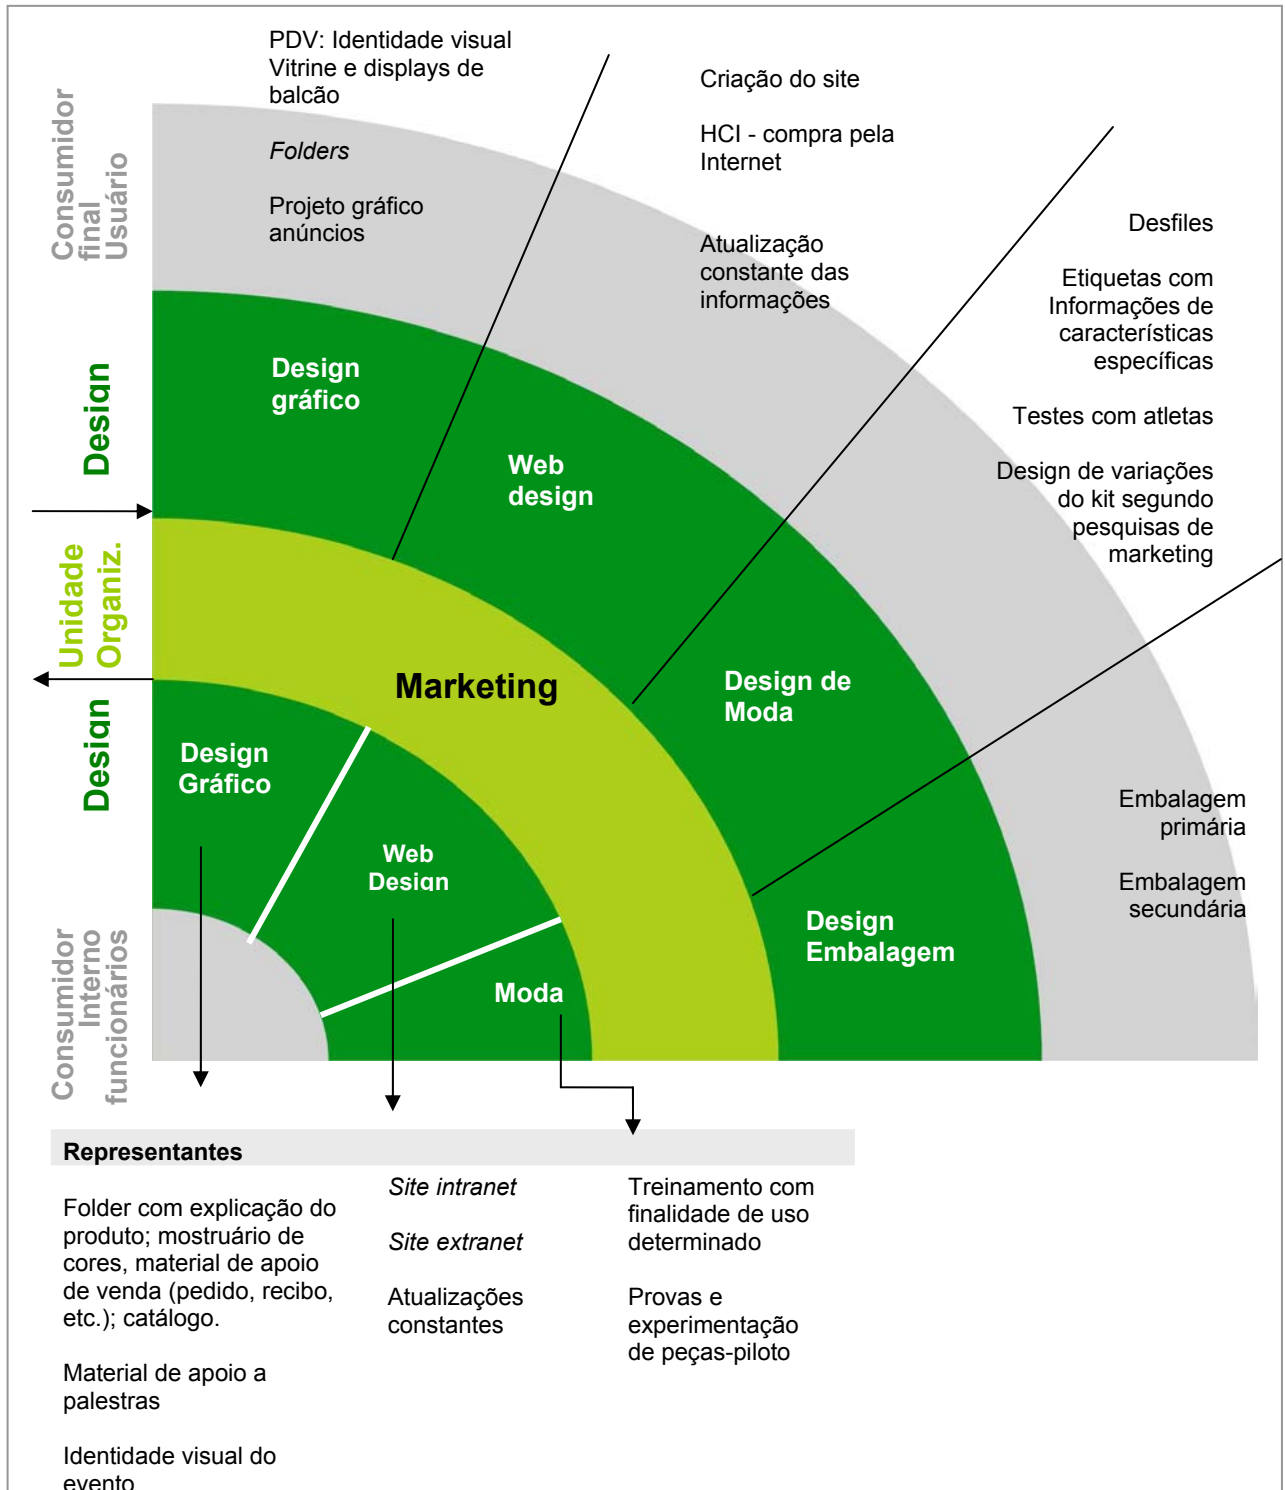 PDV: Identidade visual
Vitrine e displays de
balcão
Folders
Projeto gráfico
anúncios
Criação do site
HCI - compra pela
Internet
Atualização
constante das
informações
Desfiles
Etiquetas com
Informações de
características
específicas
Testes com atletas
Design de variações
do kit segundo
pesquisas de
marketing
Embalagem
primária
Embalagem
secundária
Consumidor
final
Usuário
Design
Unidade
Organiz.
Design
Consumidor
Interno
funcionários
Design
gráfico
Web
design
Design de
Moda
Design
Embalagem
Marketing
Design
Gráfico
Web
Design
Moda
Representantes
Folder com explicação do
produto; mostruário de
cores, material de apoio
de venda (pedido, recibo,
etc.); catálogo.
Material de apoio a
palestras
Identidade visual do
evento
Site intranet
Site extranet
Atualizações
constantes
Treinamento com
finalidade de uso
determinado
Provas e
experimentação
de peças-piloto